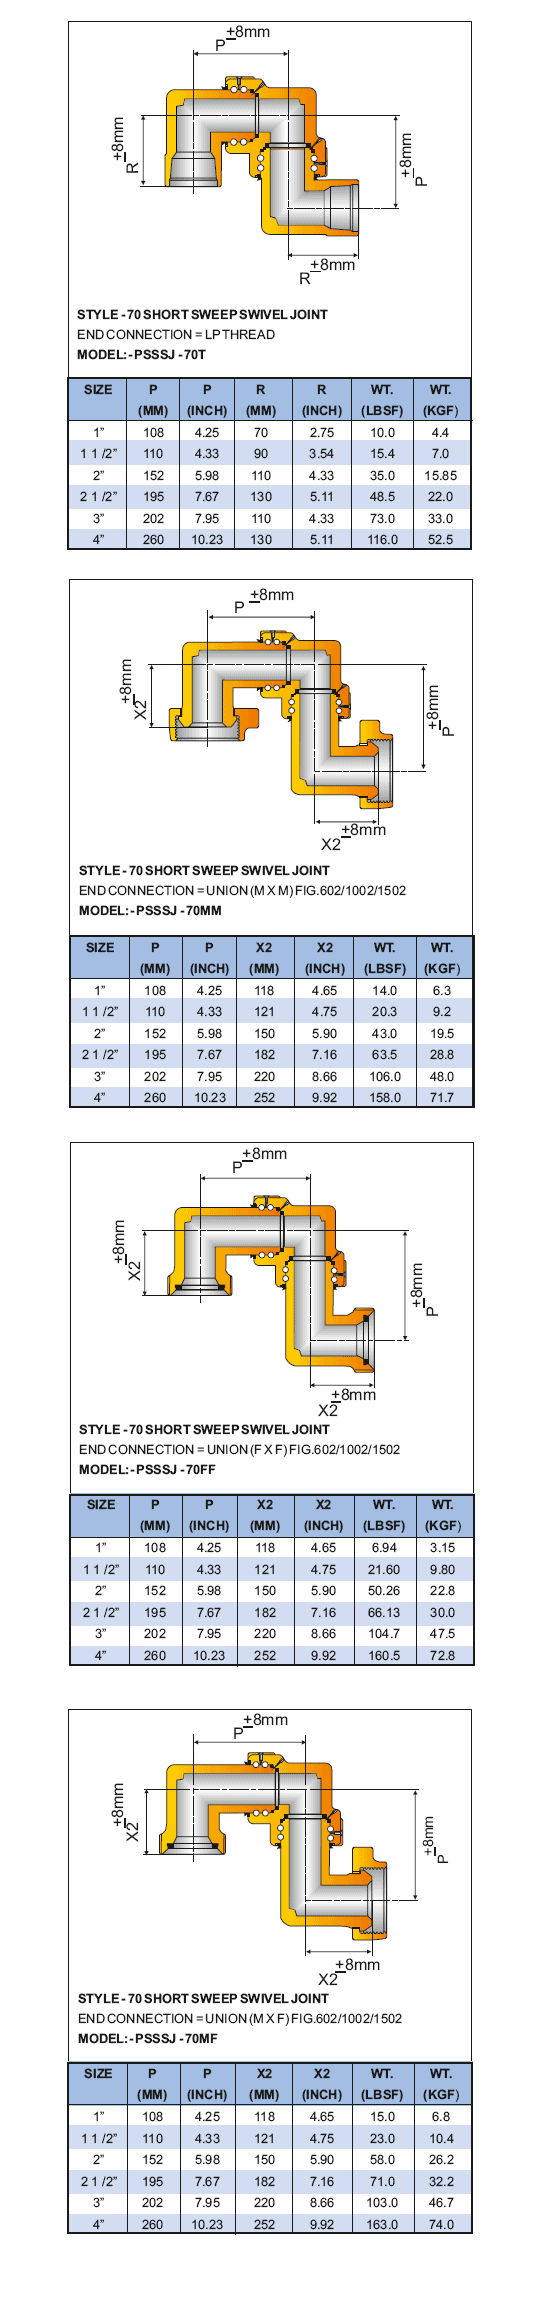 P±8mm
R±8mm
P±8mm
R±8mm
STYLE - 70 SHORT SWEEP SWIVEL JOINT
END CONNECTION = LP THREAD
MODEL: - PSSSJ - 70T
SIZE P P R R WT. WT.
(MM) (INCH) (MM) (INCH) (LBSF) (KGF)
1” 108 4.25 70 2.75 10.0 4.4
1 1 /2” 110 4.33 90 3.54 15.4 7.0
2” 152 5.98 110 4.33 35.0 15.85
2 1 /2” 195 7.67 130 5.11 48.5 22.0
3” 202 7.95 110 4.33 73.0 33.0
4” 260 10.23 130 5.11 116.0 52.5
P±8mm
X2±8mm
P±8mm
X2±8mm
STYLE - 70 SHORT SWEEP SWIVEL JOINT
END CONNECTION = UNION (M X M) FIG.602/1002/1502
MODEL: - PSSSJ - 70MM
SIZE P P X2 X2 WT. WT.
(MM) (INCH) (MM) (INCH) (LBSF) (KGF)
1” 108 4.25 118 4.65 14.0 6.3
1 1 /2” 110 4.33 121 4.75 20.3 9.2
2” 152 5.98 150 5.90 43.0 19.5
2 1 /2” 195 7.67 182 7.16 63.5 28.8
3” 202 7.95 220 8.66 106.0 48.0
4” 260 10.23 252 9.92 158.0 71.7
P±8mm
X2±8mm
P±8mm
X2±8mm
STYLE - 70 SHORT SWEEP SWIVEL JOINT
END CONNECTION = UNION (F X F) FIG.602/1002/1502
MODEL: - PSSSJ - 70FF
SIZE P P X2 X2 WT. WT.
(MM) (INCH) (MM) (INCH) (LBSF) (KGF)
1” 108 4.25 118 4.65 6.94 3.15
1 1 /2” 110 4.33 121 4.75 21.60 9.80
2” 152 5.98 150 5.90 50.26 22.8
2 1 /2” 195 7.67 182 7.16 66.13 30.0
3” 202 7.95 220 8.66 104.7 47.5
4” 260 10.23 252 9.92 160.5 72.8
P±8mm
X2±8mm
P±8mm
X2±8mm
STYLE - 70 SHORT SWEEP SWIVEL JOINT
END CONNECTION = UNION (M X F) FIG.602/1002/1502
MODEL: - PSSSJ - 70MF
SIZE P P X2 X2 WT. WT.
(MM) (INCH) (MM) (INCH) (LBSF) (KGF)
1” 108 4.25 118 4.65 15.0 6.8
1 1 /2” 110 4.33 121 4.75 23.0 10.4
2” 152 5.98 150 5.90 58.0 26.2
2 1 /2” 195 7.67 182 7.16 71.0 32.2
3” 202 7.95 220 8.66 103.0 46.7
4” 260 10.23 252 9.92 163.0 74.0